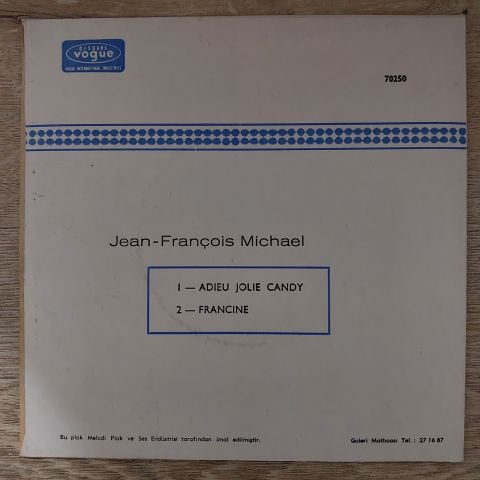 DISQUES
vogue
VOGUE INTERNATIONAL INDUSTRIES
70250
Jean-François Michael
1 — ADIEU JOLIE CANDY
2 — FRANCINE
Bu plak Melodi Plak ve Ses Endüstrisi tarafından imal edilmiştir.
Galeri Matbaası Tel. : 27 16 87